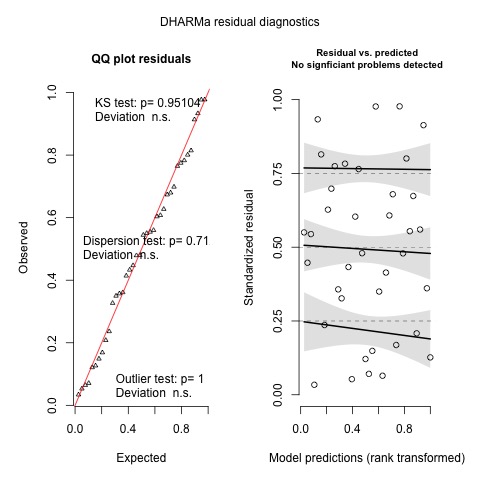 DHARMa residual diagnostics
QQ plot residuals
KS test: p= 0.95104
Deviation n.s.
Dispersion test: p= 0.71
Deviation n.s.
Outlier test: p= 1
Deviation n.s.
Observed
0.0
0.2
0.4
0.6
0.8
1.0
0.0
0.4
0.8
Expected
Residual vs. predicted
No signficiant problems detected
Standardized residual
0.00
0.25
0.50
0.75
1.00
0.0
0.4
0.8
Model predictions (rank transformed)